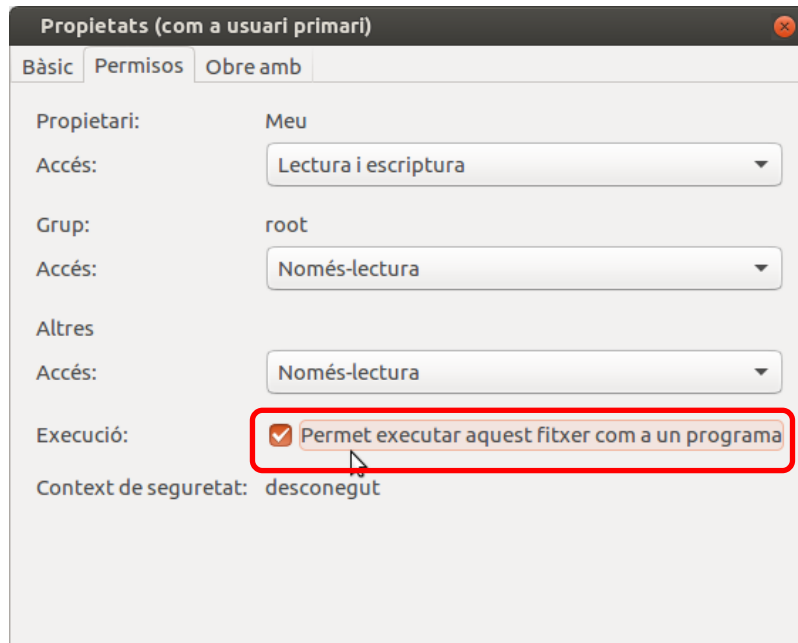 Propietats (com a usuari primari)
Bàsic Permisos Obre amb
Propietari: Meu
Accés: Lectura i escriptura
Grup: root
Accés: Només-lectura
Altres
Accés: Només-lectura
Execució: Permet executar aquest fitxer com a un programa
Context de seguretat: desconegut